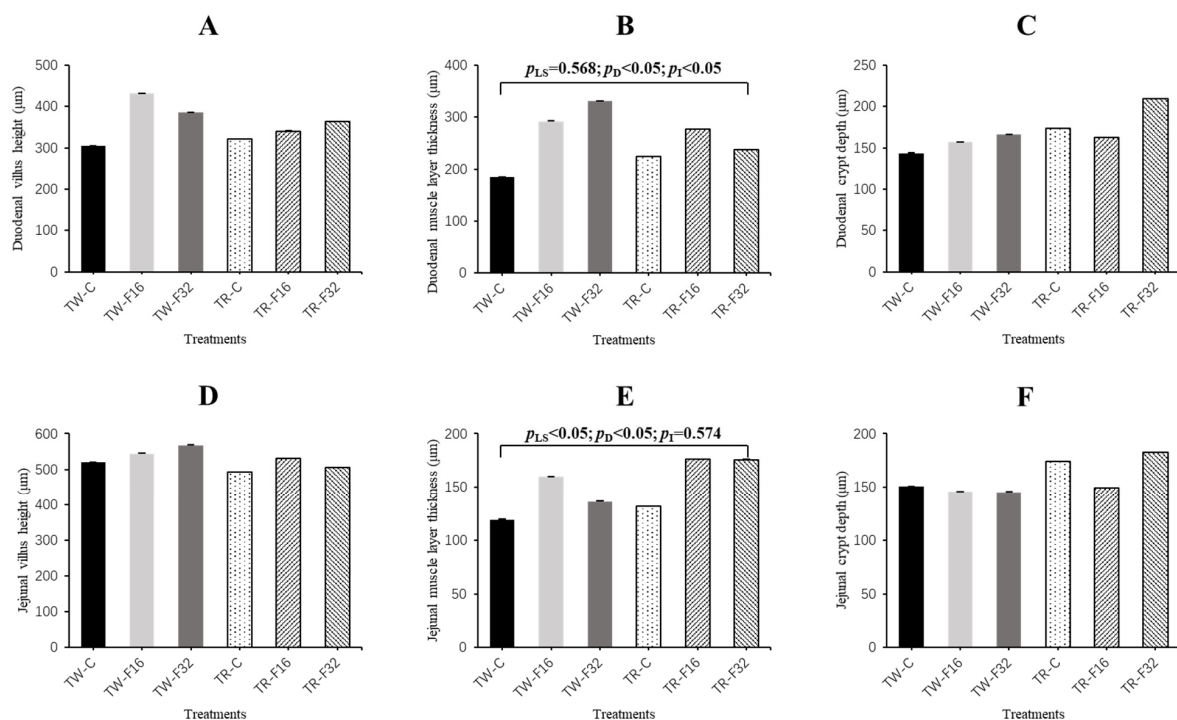 A
Duodenal villus height (μm)
500
400
300
200
100
0
TW-C
TW-F16
TW-F32
TR-C
TR-F16
TR-F32
Treatments
B
pLS=0.568; pD<0.05; pI<0.05
Duodenal muscle layer thickness (μm)
400
300
200
100
0
TW-C
TW-F16
TW-F32
TR-C
TR-F16
TR-F32
Treatments
C
Duodenal crypt depth (μm)
250
200
150
100
50
0
TW-C
TW-F16
TW-F32
TR-C
TR-F16
TR-F32
Treatments
D
Jejunal villus height (μm)
600
500
400
300
200
100
0
TW-C
TW-F16
TW-F32
TR-C
TR-F16
TR-F32
Treatments
E
pLS<0.05; pD<0.05; pI=0.574
Jejunal muscle layer thickness (μm)
200
150
100
50
0
TW-C
TW-F16
TW-F32
TR-C
TR-F16
TR-F32
Treatments
F
Jejunal crypt depth (μm)
200
150
100
50
0
TW-C
TW-F16
TW-F32
TR-C
TR-F16
TR-F32
Treatments